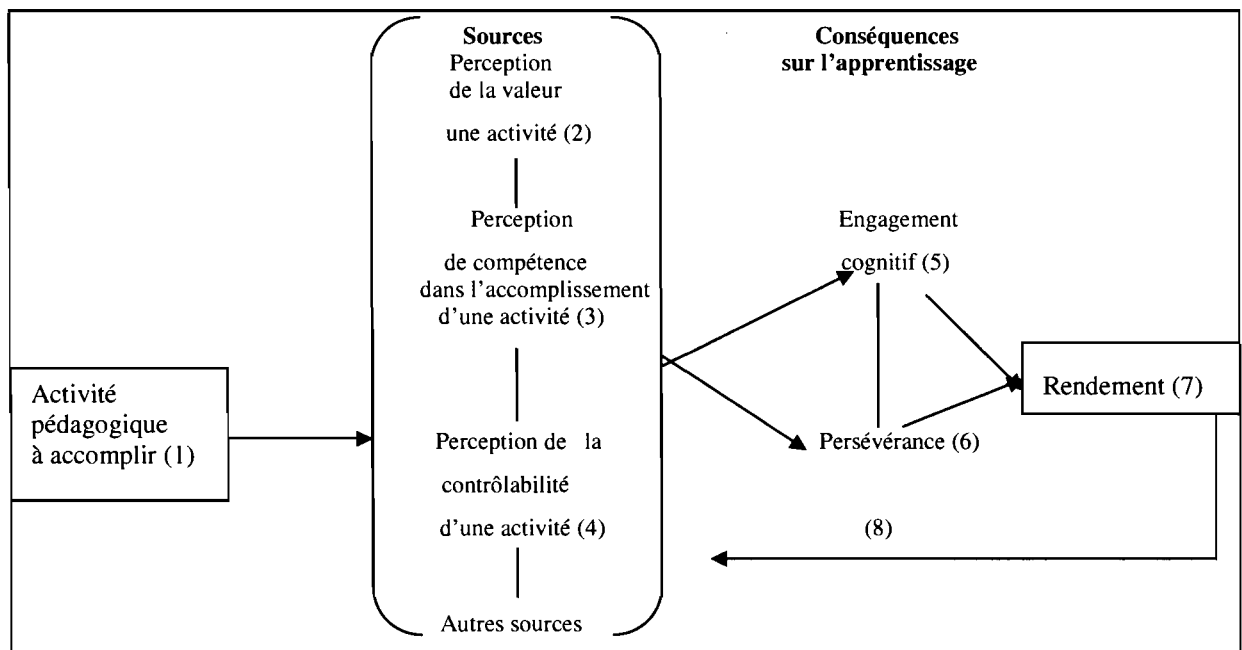 Sources
Perception
de la valeur
une activité (2)
Perception
de compétence
dans l'accomplissement
d'une activité (3)
Perception de la
contrôlabilité
d'une activité (4)
Autres sources
Conséquences
sur l'apprentissage
Engagement
cognitif (5)
Persévérance (6)
(8)
Activité
pédagogique
à accomplir (1)
Rendement (7)